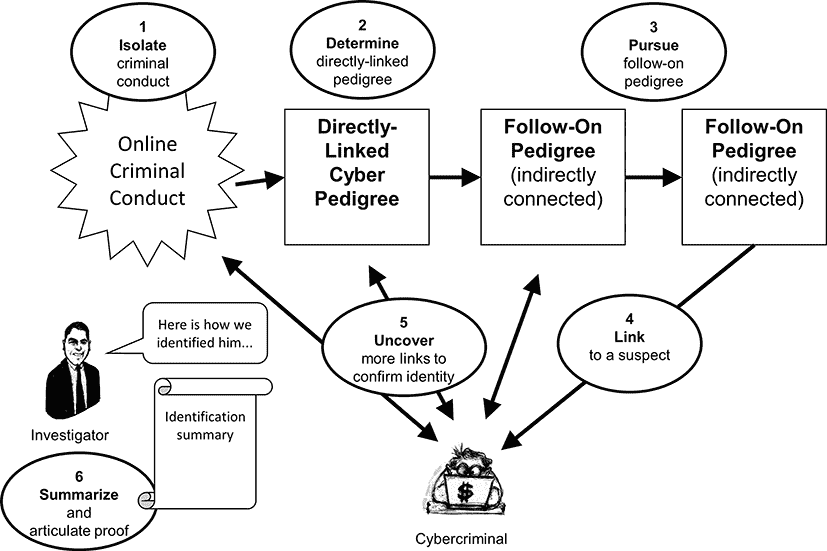 1
Isolate
criminal
conduct
2
Determine
directly-linked
pedigree
3
Pursue
follow-on
pedigree
Online
Criminal
Conduct
Directly-
Linked
Cyber
Pedigree
Follow-On
Pedigree
(indirectly
connected)
Follow-On
Pedigree
(indirectly
connected)
Here is how we
identified him...
5
Uncover
more links to
confirm identity
4
Link
to a suspect
Investigator
Identification
summary
6
Summarize
and
articulate proof
$
Cybercriminal